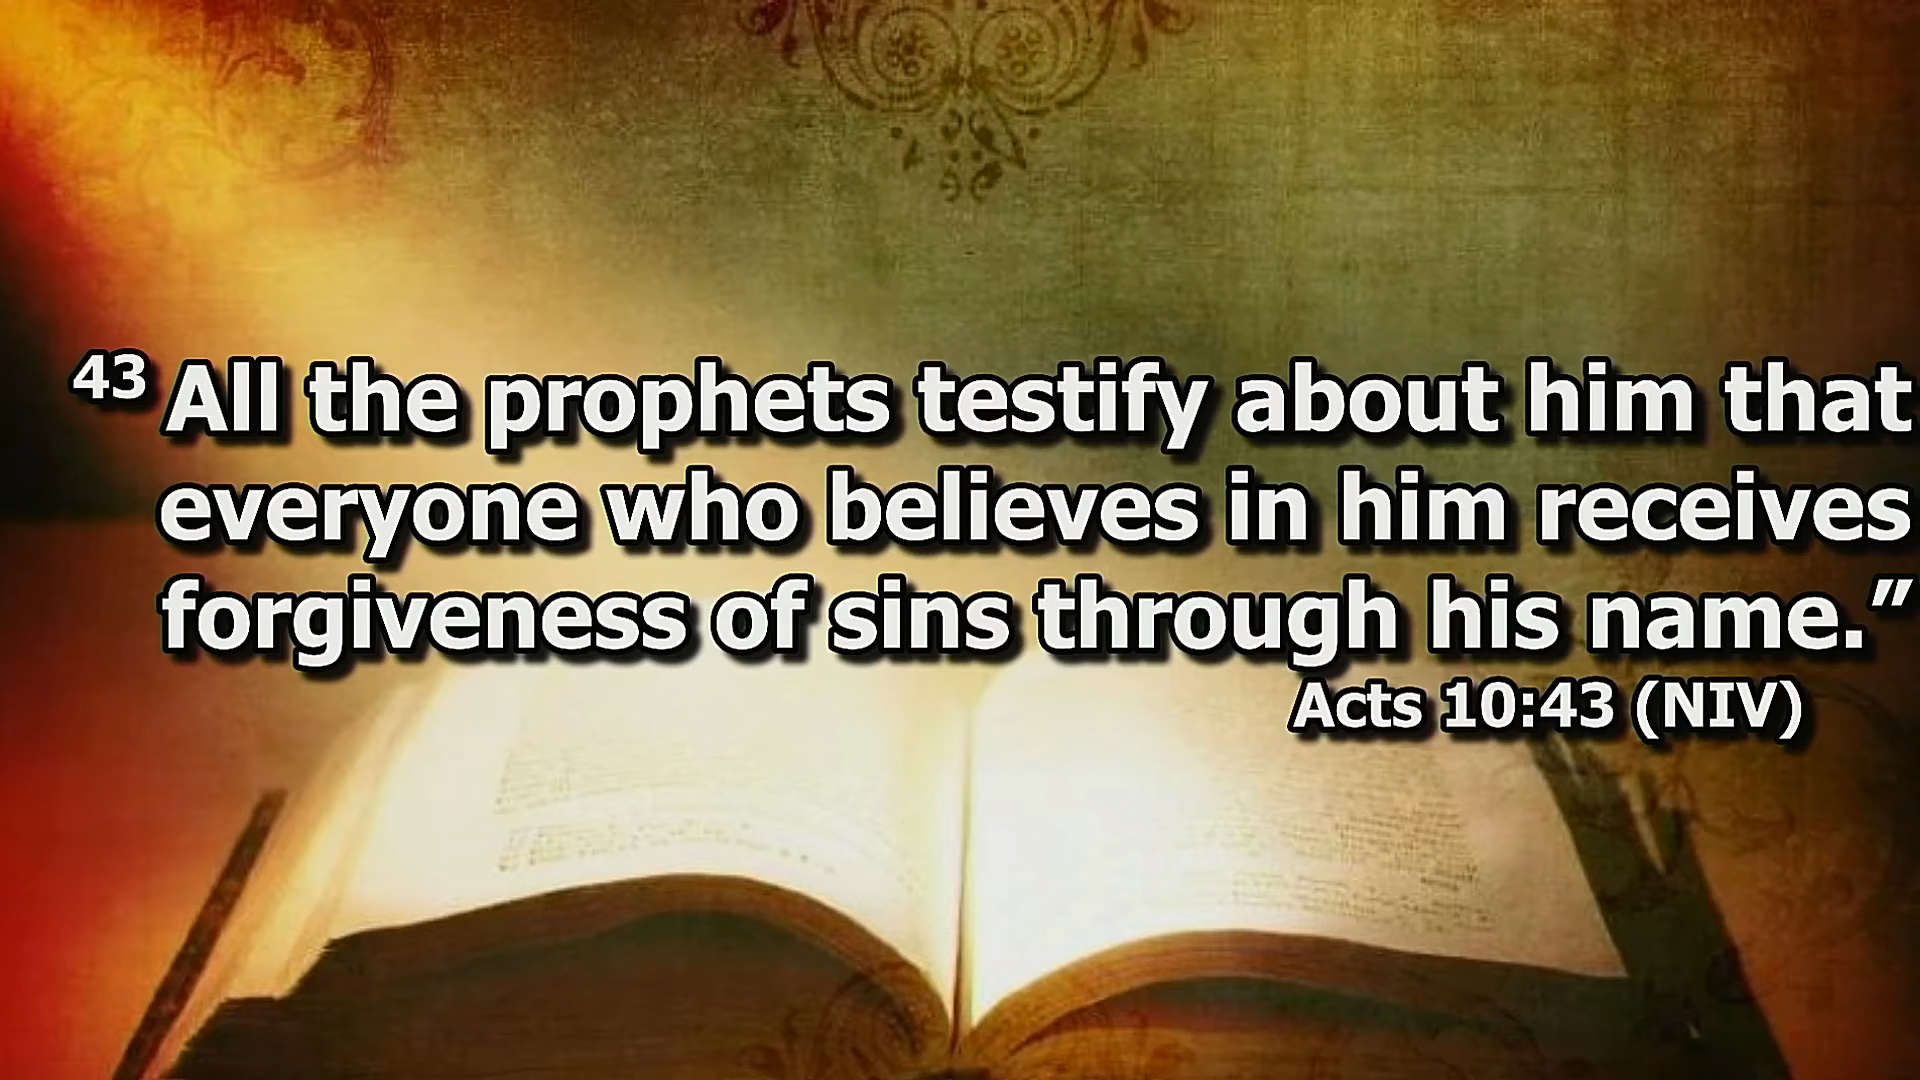 43 All the prophets testify about him that
everyone who believes in him receives
forgiveness of sins through his name.”
Acts 10:43 (NIV)